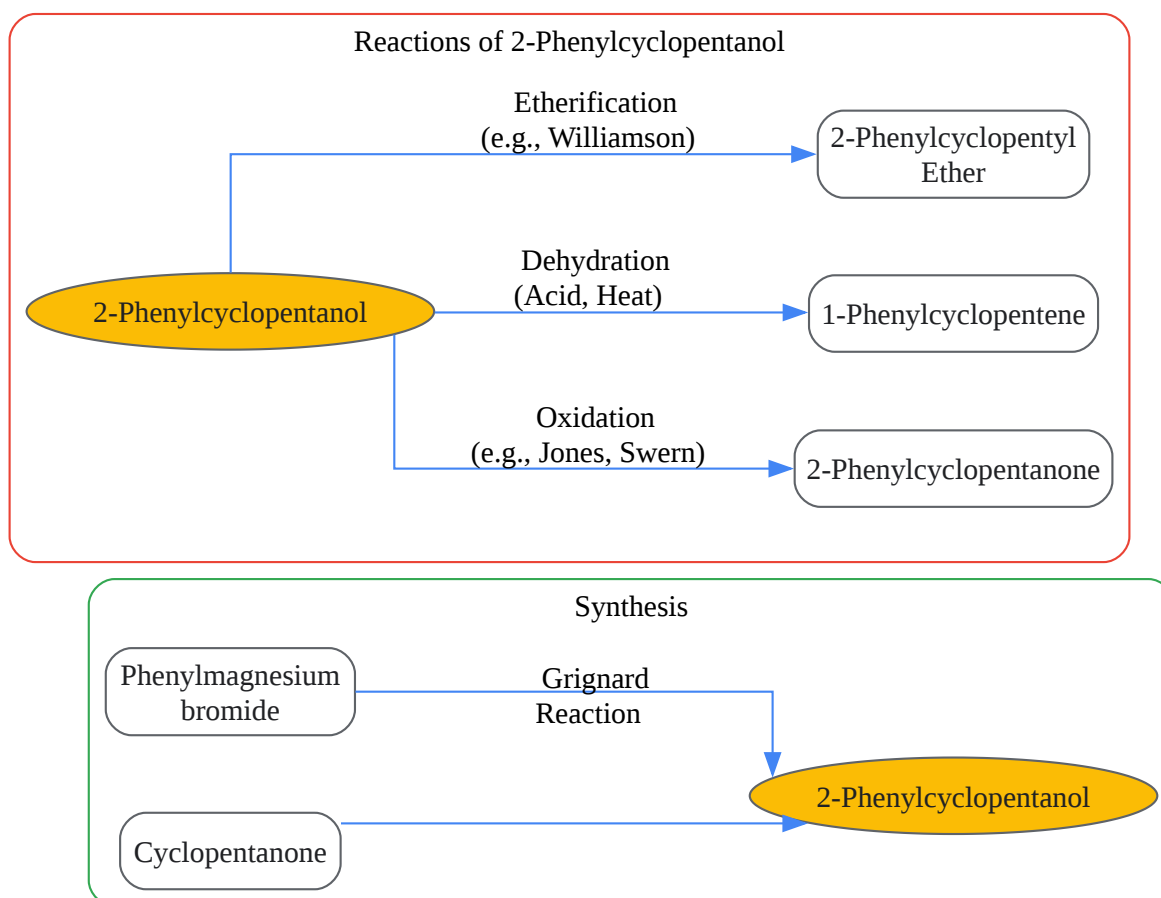 Reactions of 2-Phenylcyclopentanol
Etherification
(e.g., Williamson)
2-Phenylcyclopentyl
Ether
Dehydration
(Acid, Heat)
2-Phenylcyclopentanol
1-Phenylcyclopentene
Oxidation
(e.g., Jones, Swern)
2-Phenylcyclopentanone
Synthesis
Phenylmagnesium
bromide
Grignard
Reaction
2-Phenylcyclopentanol
Cyclopentanone